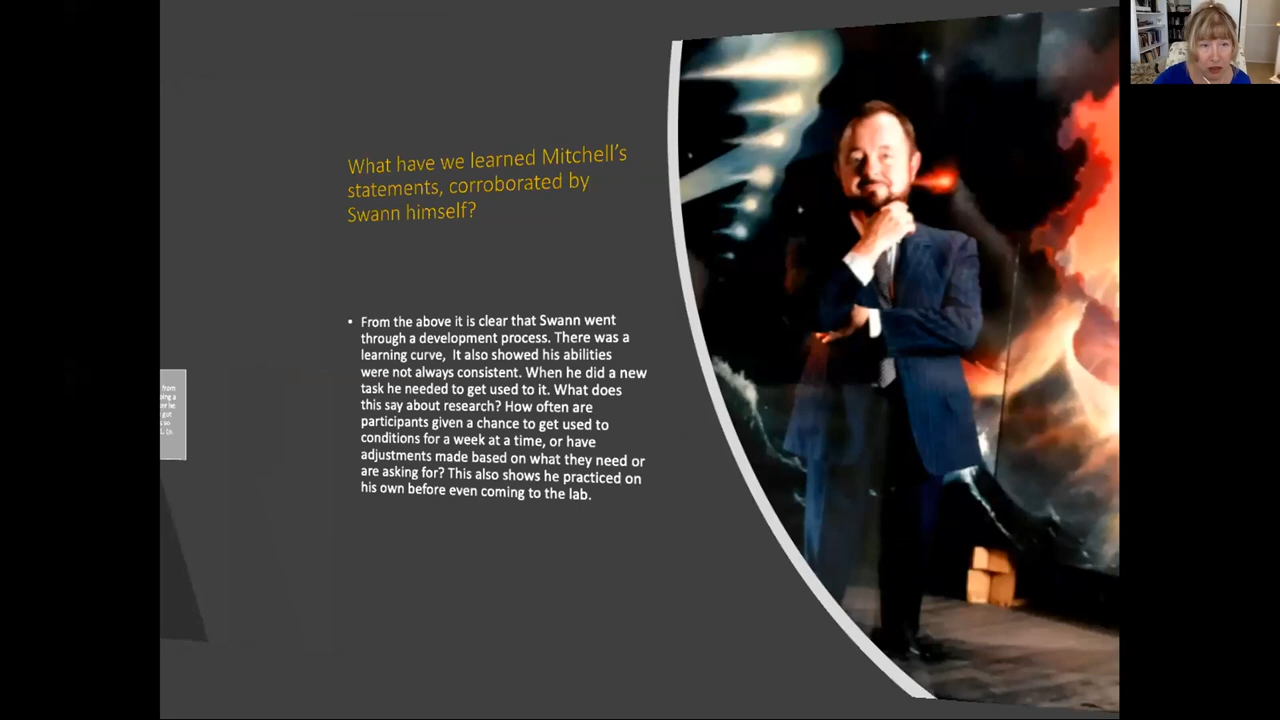 What have we learned Mitchell's
statements, corroborated by
Swann himself?
• From the above it is clear that Swann went
through a development process. There was a
learning curve, It also showed his abilities
were not always consistent. When he did a new
task he needed to get used to it. What does
this say about research? How often are
participants given a chance to get used to
conditions for a week at a time, or have
adjustments made based on what they need or
are asking for? This also shows he practiced on
his own before even coming to the lab.
from
got